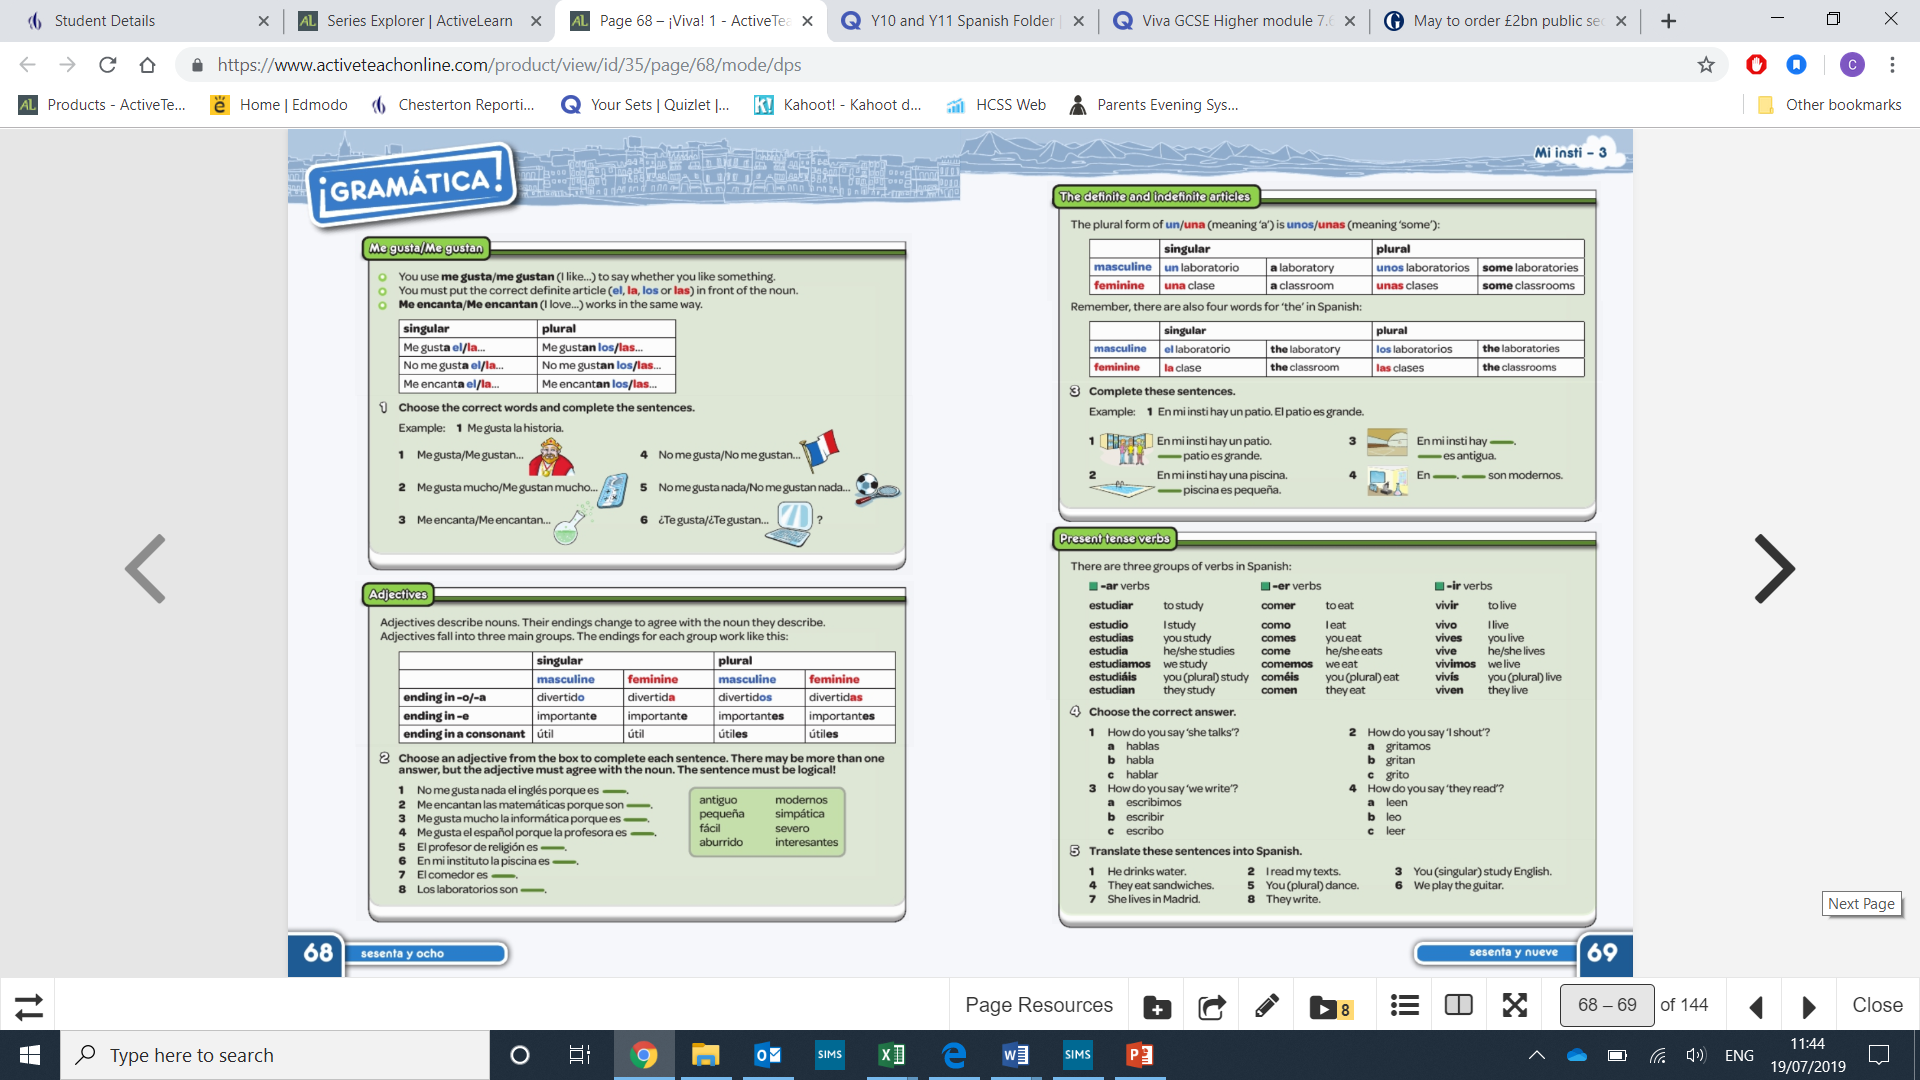 Student Details
Series Explorer | ActiveLearn
Page 68 – ¡Viva! 1 - ActiveTea
Y10 and Y11 Spanish Folder |
Viva GCSE Higher module 7.6
May to order £2bn public sec
https://www.activeteachonline.com/product/view/id/35/page/68/mode/dps
C
Products - ActiveTe...
Home | Edmodo
Chesterton Reporti...
Your Sets | Quizlet |...
Kahoot! - Kahoot d...
HCSS Web
Parents Evening Sys...
Other bookmarks
¡GRAMÁTICA!
Me gusta/Me gustan
You use me gusta/me gustan (I like...) to say whether you like something.
You must put the correct definite article (el, la, los or las) in front of the noun.
Me encanta/Me encantan (I love...) works in the same way.
singular plural
Me gusta el/la... Me gustan los/las...
No me gusta el/la... No me gustan los/las...
Me encanta el/la... Me encantan los/las...
1 Choose the correct words and complete the sentences.
Example: 1 Me gusta la historia.
1 Me gusta/Me gustan... 4 No me gusta/No me gustan...
2 Me gusta mucho/Me gustan mucho... 5 No me gusta nada/No me gustan nada...
3 Me encanta/Me encantan... 6 ¿Te gusta/¿Te gustan... ?
Adjectives
Adjectives describe nouns. Their endings change to agree with the noun they describe.
Adjectives fall into three main groups. The endings for each group work like this:
singular plural
masculine feminine masculine feminine
ending in -o/-a divertido divertida divertidos divertidas
ending in -e importante importante importantes importantes
ending in a consonant útil útil útiles útiles
2 Choose an adjective from the box to complete each sentence. There may be more than one
answer, but the adjective must agree with the noun. The sentence must be logical!
1 No me gusta nada el inglés porque es .
2 Me encantan las matemáticas porque son .
3 Me gusta mucho la informática porque es .
4 Me gusta el español porque la profesora es .
5 El profesor de religión es .
6 En mi instituto la piscina es .
7 El comedor es .
8 Los laboratorios son .
antiguo modernos
pequeña simpática
fácil severo
aburrido interesantes
68 sesenta y ocho
Mi insti – 3
The definite and indefinite articles
The plural form of un/una (meaning 'a') is unos/unas (meaning 'some'):
singular plural
masculine un laboratorio a laboratory unos laboratorios some laboratories
feminine una clase a classroom unas clases some classrooms
Remember, there are also four words for 'the' in Spanish:
singular plural
masculine el laboratorio the laboratory los laboratorios the laboratories
feminine la clase the classroom las clases the classrooms
3 Complete these sentences.
Example: 1 En mi insti hay un patio. El patio es grande.
1 En mi insti hay un patio.
patio es grande.
2 En mi insti hay una piscina.
piscina es pequeña.
3 En mi insti hay .
es antigua.
4 En . son modernos.
Present tense verbs
There are three groups of verbs in Spanish:
-ar verbs -er verbs -ir verbs
estudiar to study comer to eat vivir to live
estudio I study como I eat vivo I live
estudias you study comes you eat vives you live
estudia he/she studies come he/she eats vive he/she lives
estudiamos we study comemos we eat vivimos we live
estudiáis you (plural) study coméis you (plural) eat vivís you (plural) live
estudian they study comen they eat viven they live
4 Choose the correct answer.
1 How do you say 'she talks'?
a hablas
b habla
c hablar
2 How do you say 'I shout'?
a gritamos
b gritan
c grito
3 How do you say 'we write'?
a escribimos
b escribir
c escribo
4 How do you say 'they read'?
a leen
b leo
c leer
5 Translate these sentences into Spanish.
1 He drinks water. 2 I read my texts. 3 You (singular) study English.
4 They eat sandwiches. 5 You (plural) dance. 6 We play the guitar.
7 She lives in Madrid. 8 They write.
sesenta y nueve 69
Next Page
Page Resources
8
68 – 69 of 144
Close
Type here to search
SIMS
SIMS
ENG
11:44
19/07/2019